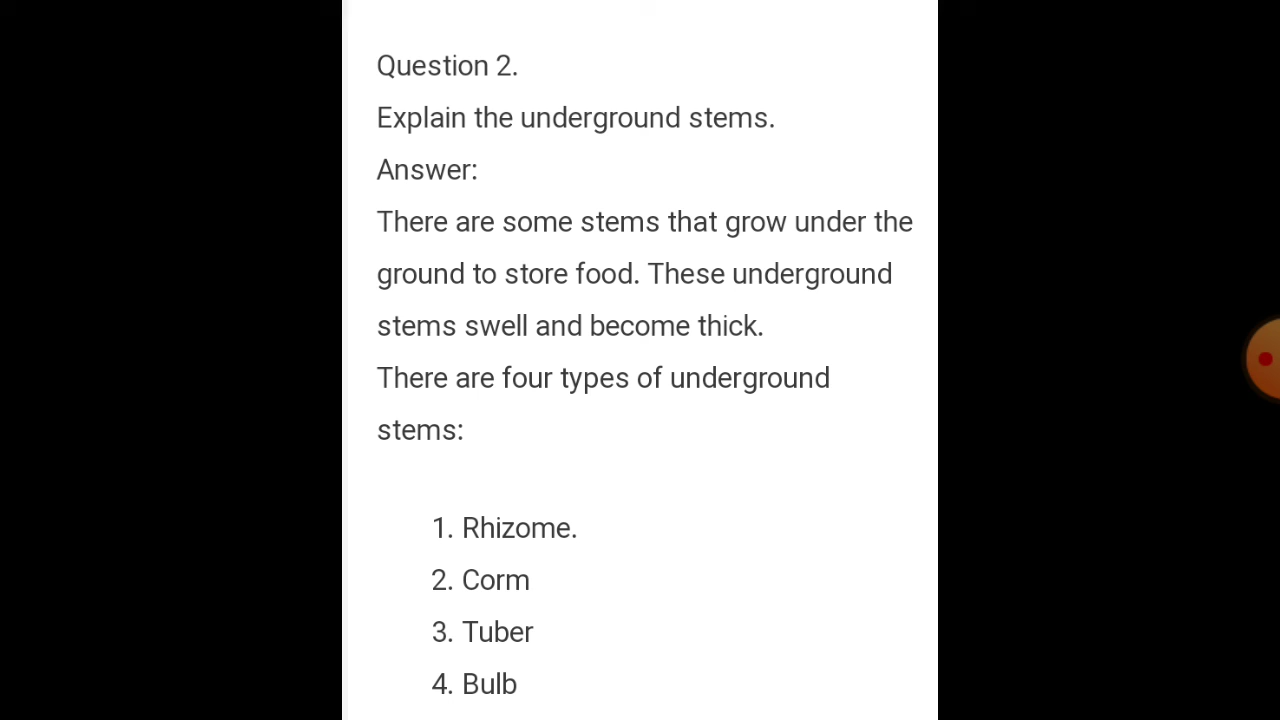 Question 2.
Explain the underground stems.
Answer:
There are some stems that grow under the
ground to store food. These underground
stems swell and become thick.
There are four types of underground
stems:
1. Rhizome.
2. Corm
3. Tuber
4. Bulb